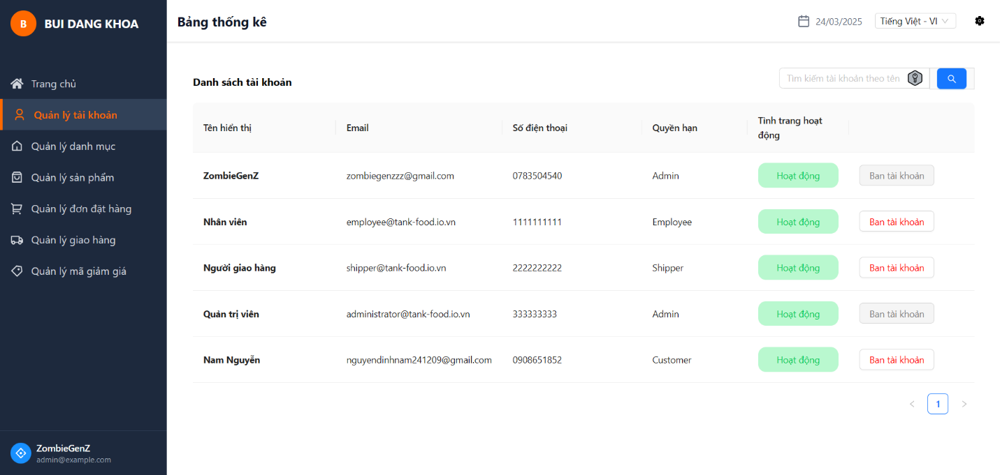 B
BUI DANG KHOA
Bảng thống kê
24/03/2025
Tiếng Việt - VI
Trang chủ
Quản lý tài khoản
Quản lý danh mục
Quản lý sản phẩm
Quản lý đơn đặt hàng
Quản lý giao hàng
Quản lý mã giảm giá
ZombieGenZ
admin@example.com
Danh sách tài khoản
Tìm kiếm tài khoản theo tên
Tên hiển thị Email Số điện thoại Quyền hạn Tình trạng hoạt
động
ZombieGenZ zombiegenzzz@gmail.com 0783504540 Admin Hoạt động Ban tài khoản
Nhân viên employee@tank-food.io.vn 1111111111 Employee Hoạt động Ban tài khoản
Người giao hàng shipper@tank-food.io.vn 2222222222 Shipper Hoạt động Ban tài khoản
Quản trị viên administrator@tank-food.io.vn 333333333 Admin Hoạt động Ban tài khoản
Nam Nguyễn nguyendinhnam241209@gmail.com 0908651852 Customer Hoạt động Ban tài khoản
1